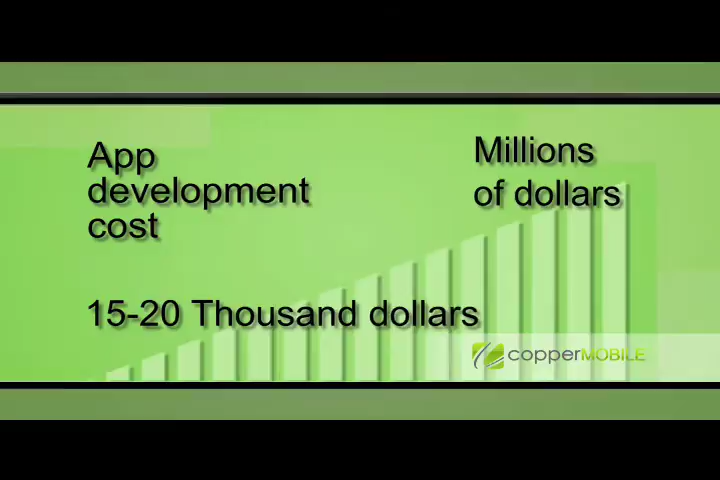 App
development
cost
Millions
of dollars
15-20 Thousand dollars
copperMOBILE